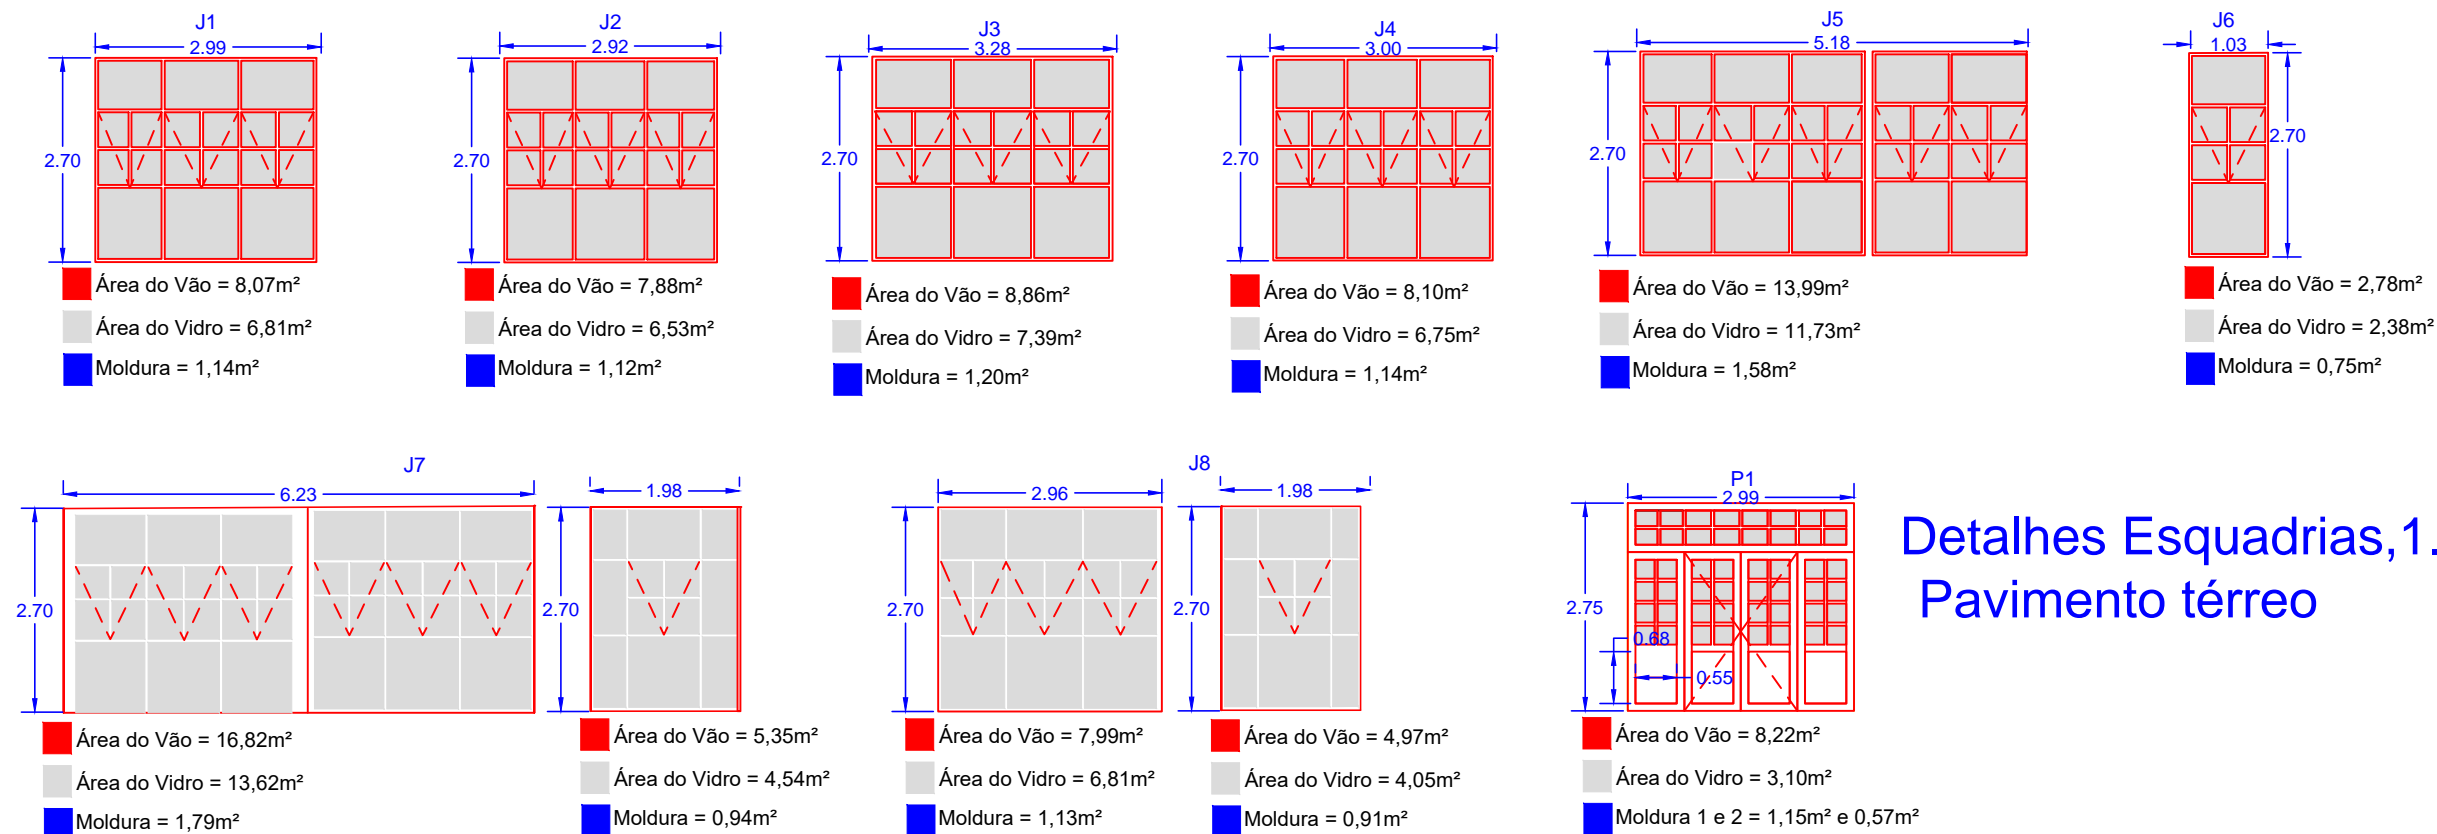 J1
2.99
2.70
Área do Vão = 8,07m²
Área do Vidro = 6,81m²
Moldura = 1,14m²
J2
2.92
2.70
Área do Vão = 7,88m²
Área do Vidro = 6,53m²
Moldura = 1,12m²
J3
3.28
2.70
Área do Vão = 8,86m²
Área do Vidro = 7,39m²
Moldura = 1,20m²
J4
3.00
2.70
Área do Vão = 8,10m²
Área do Vidro = 6,75m²
Moldura = 1,14m²
J5
5.18
2.70
Área do Vão = 13,99m²
Área do Vidro = 11,73m²
Moldura = 1,58m²
J6
1.03
2.70
Área do Vão = 2,78m²
Área do Vidro = 2,38m²
Moldura = 0,75m²
J7
6.23
2.70
Área do Vão = 16,82m²
Área do Vidro = 13,62m²
Moldura = 1,79m²
1.98
2.70
Área do Vão = 5,35m²
Área do Vidro = 4,54m²
Moldura = 0,94m²
J8
2.96
2.70
Área do Vão = 7,99m²
Área do Vidro = 6,81m²
Moldura = 1,13m²
1.98
2.70
Área do Vão = 4,97m²
Área do Vidro = 4,05m²
Moldura = 0,91m²
P1
2.99
2.75
0.68
0.55
Área do Vão = 8,22m²
Área do Vidro = 3,10m²
Moldura 1 e 2 = 1,15m² e 0,57m²
Detalhes Esquadrias,1.
Pavimento térreo